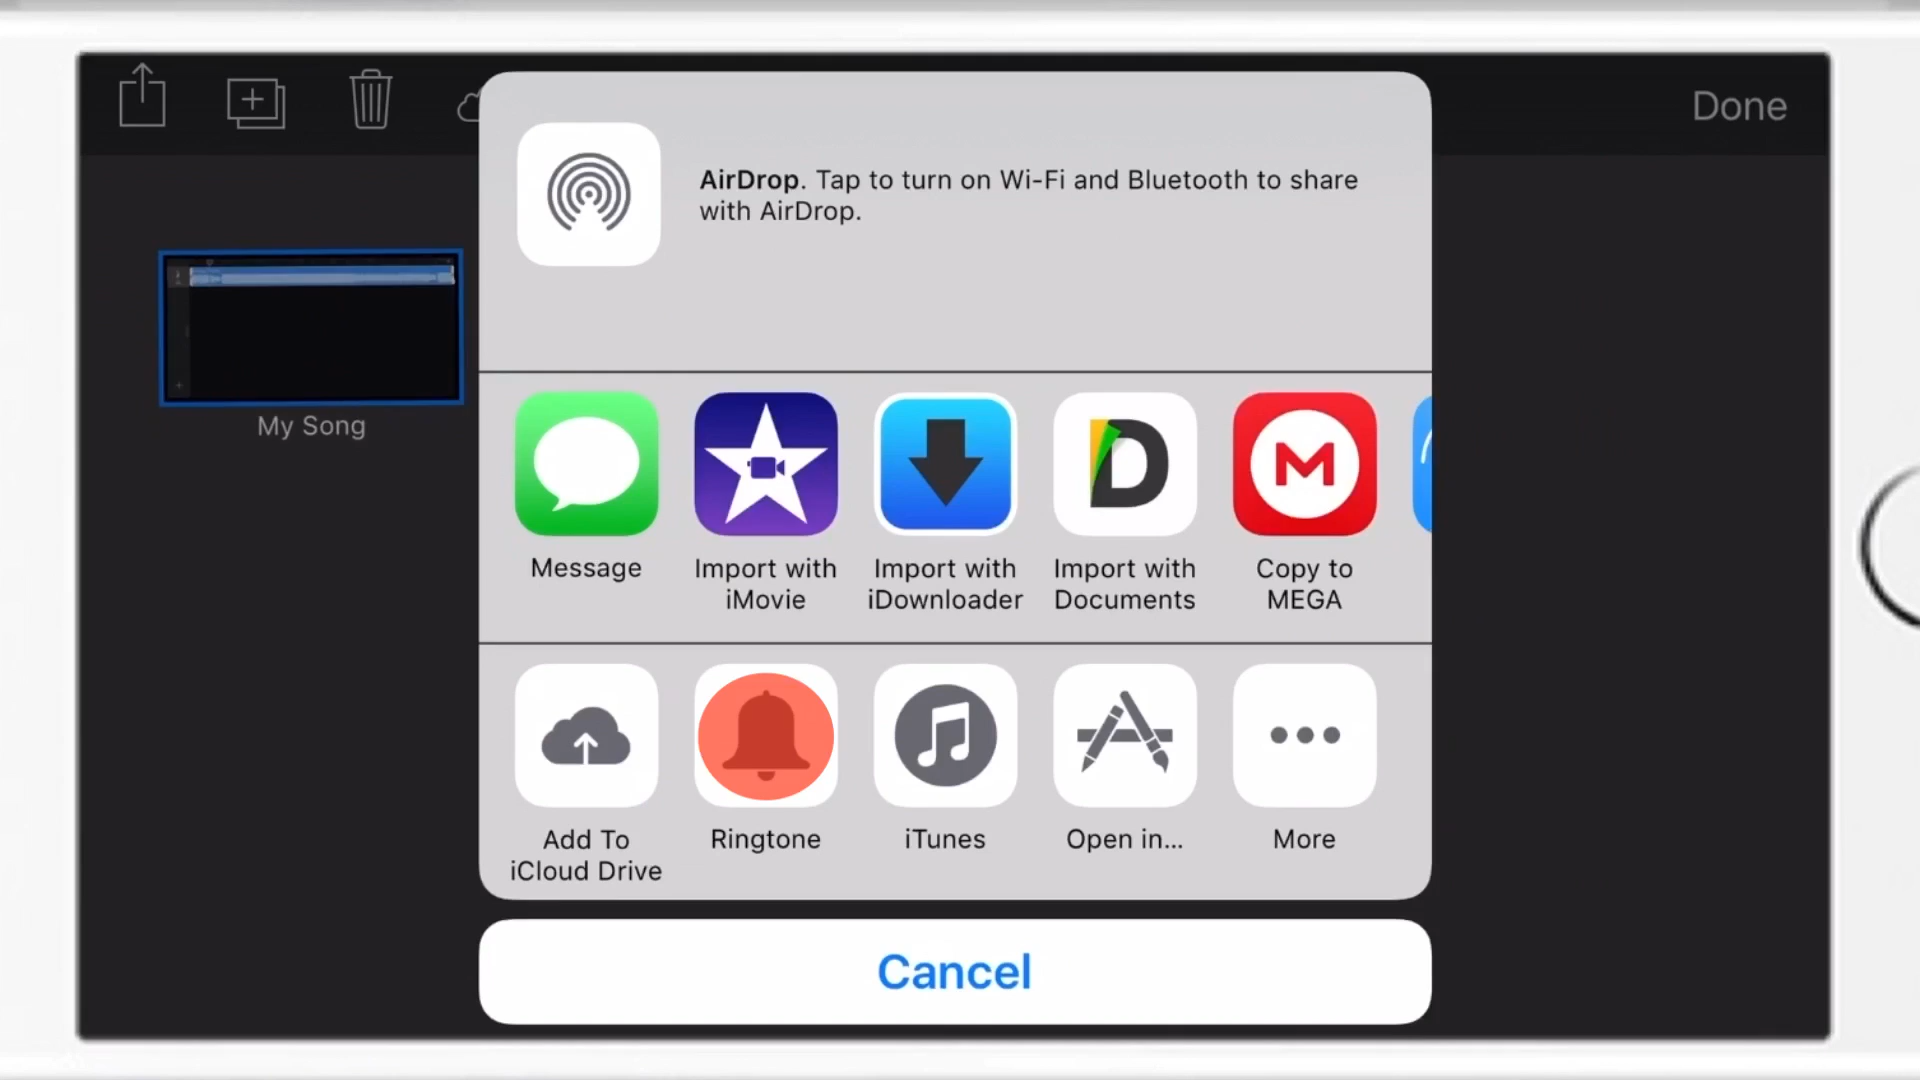 Done
AirDrop. Tap to turn on Wi-Fi and Bluetooth to share
with AirDrop.
My Song
Message
Import with
iMovie
Import with
iDownloader
Import with
Documents
Copy to
MEGA
Add To
iCloud Drive
Ringtone
iTunes
Open in...
More
Cancel